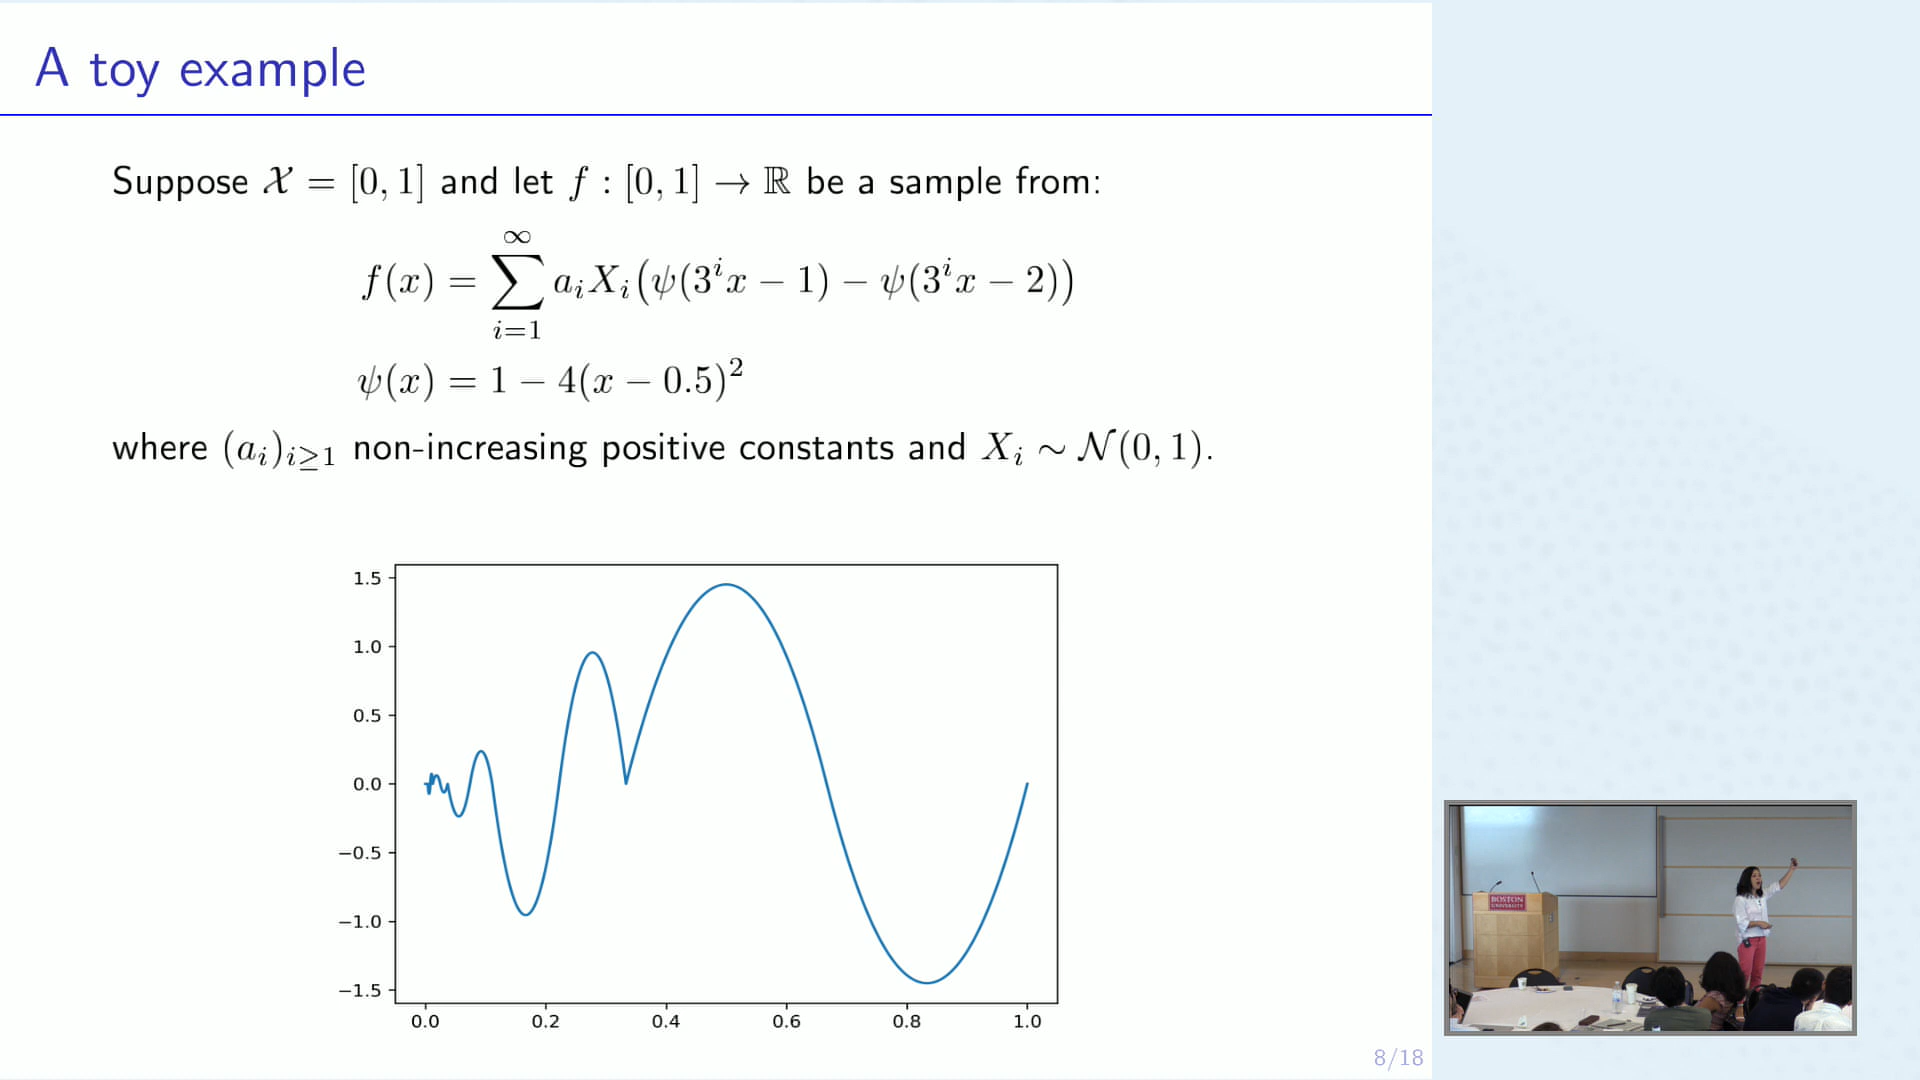 A toy example
Suppose 𝒳 = [0, 1] and let f : [0, 1] → ℝ be a sample from:
f(x) = ∑_{i=1}^{∞} a_i X_i (ψ(3^i x − 1) − ψ(3^i x − 2))
ψ(x) = 1 − 4(x − 0.5)^2
where (a_i)_{i≥1} non-increasing positive constants and X_i ∼ 𝒩(0, 1).
1.5
1.0
0.5
0.0
−0.5
−1.0
−1.5
0.0 0.2 0.4 0.6 0.8 1.0
8/18
BOSTON
UNIVERSITY